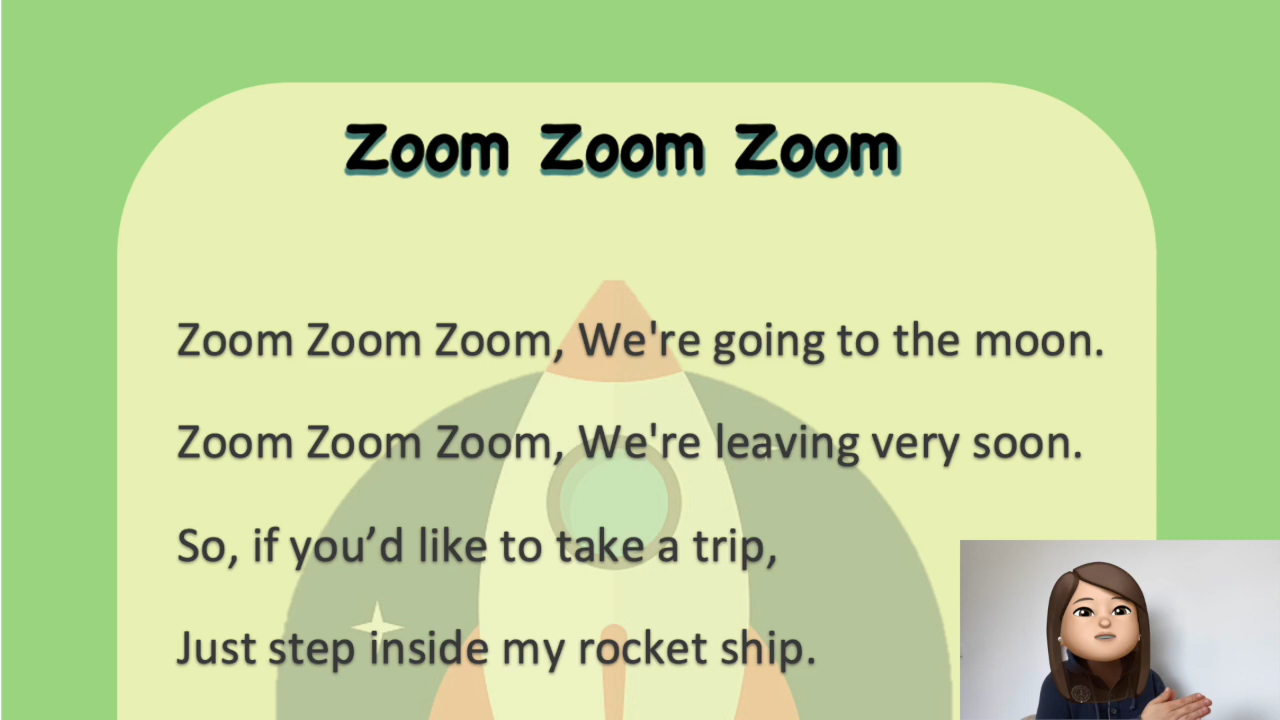 Zoom Zoom Zoom
Zoom Zoom Zoom, We're going to the moon.
Zoom Zoom Zoom, We're leaving very soon.
So, if you’d like to take a trip,
Just step inside my rocket ship.